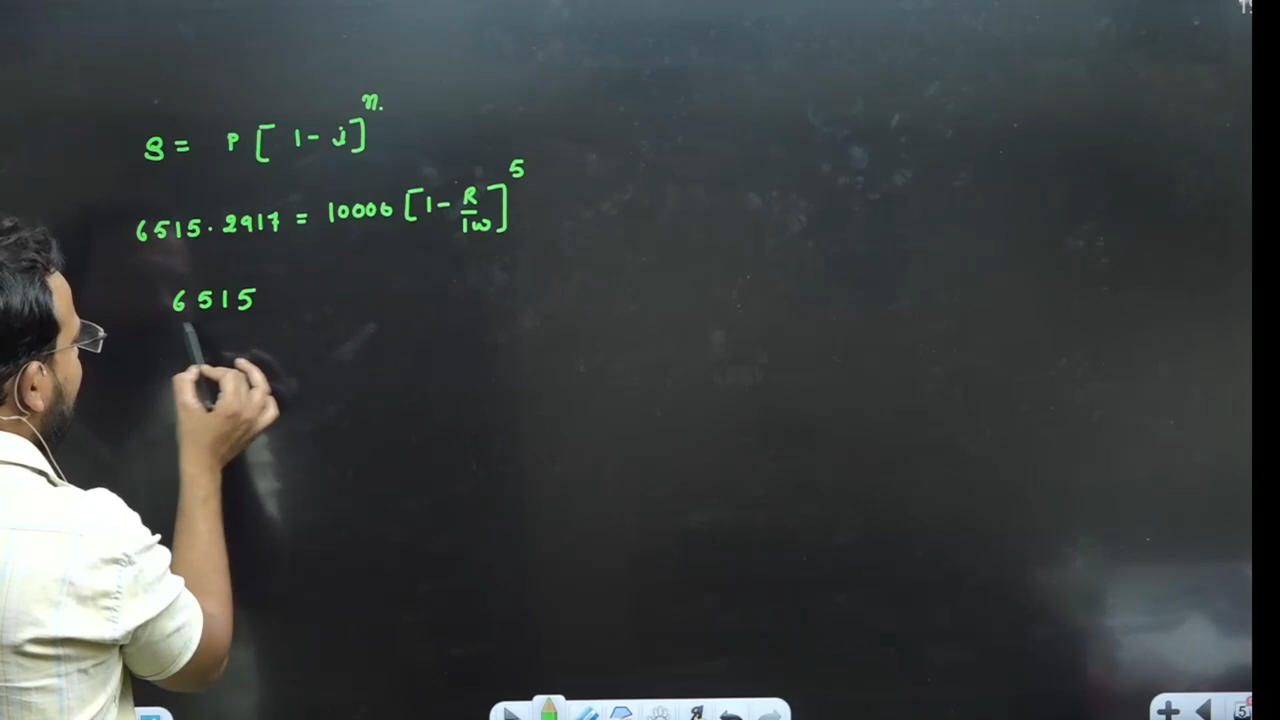 S = P [ 1 - i ]^n.
6515.2917 = 10000 [ 1 - R/100 ]^5
6515